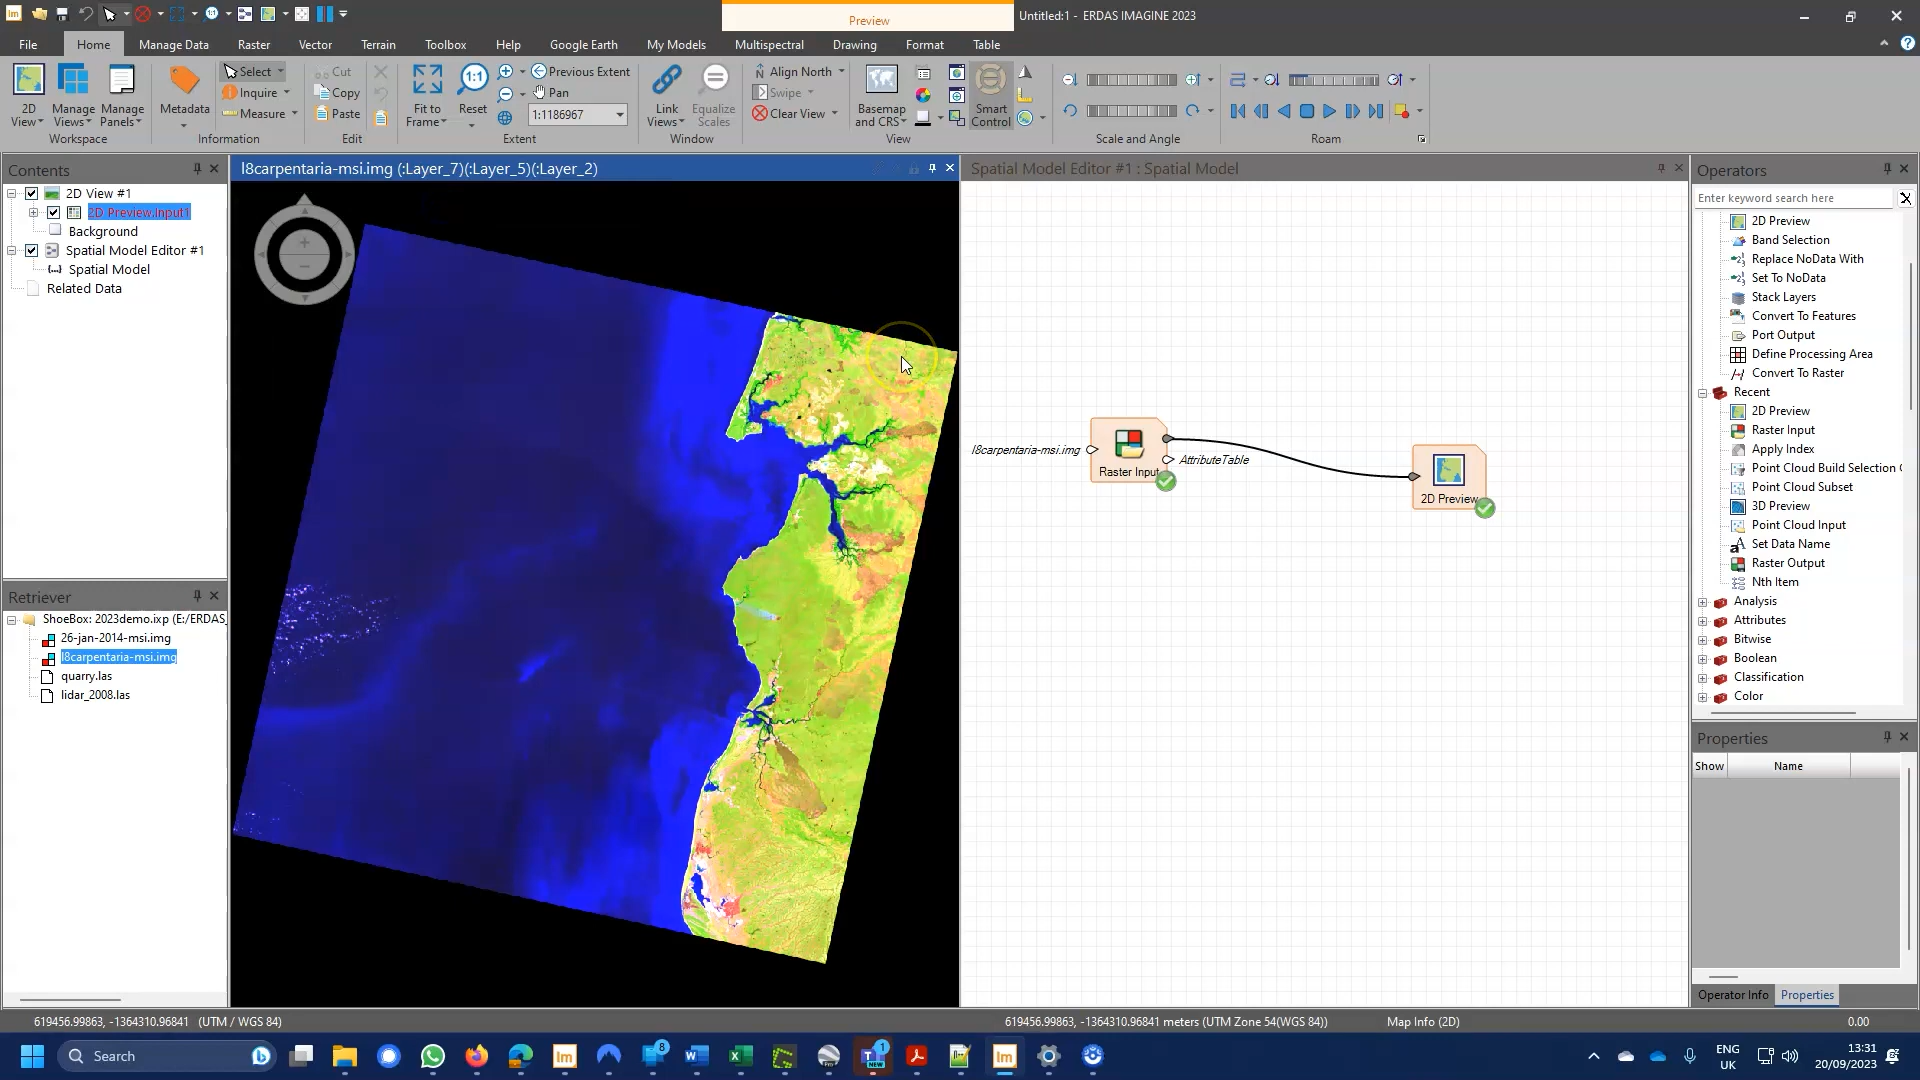 Preview
Untitled:1 - ERDAS IMAGINE 2023
File Home Manage Data Raster Vector Terrain Toolbox Help Google Earth My Models Multispectral Drawing Format Table
Select Cut Previous Extent Align North
Inquire Copy Pan Swipe
Measure Paste 1:1186967 Clear View
2D View Manage Views Manage Panels Metadata Fit to Frame Reset Link Views Equalize Scales Basemap and CRS Smart Control
Workspace Information Edit Extent Window View Scale and Angle Roam
Contents
2D View #1
2D Preview.Input1
Background
Spatial Model Editor #1
Spatial Model
Related Data
Retriever
ShoeBox: 2023demo.ixp (E:/ERDAS_
26-jan-2014-msi.img
l8carpentaria-msi.img
quarry.las
lidar_2008.las
l8carpentaria-msi.img (:Layer_7)(:Layer_5)(:Layer_2)
Spatial Model Editor #1 : Spatial Model
l8carpentaria-msi.img
Raster Input
AttributeTable
2D Preview
Operators
Enter keyword search here
2D Preview
Band Selection
Replace NoData With
Set To NoData
Stack Layers
Convert To Features
Port Output
Define Processing Area
Convert To Raster
Recent
2D Preview
Raster Input
Apply Index
Point Cloud Build Selection
Point Cloud Subset
3D Preview
Point Cloud Input
Set Data Name
Raster Output
Nth Item
Analysis
Attributes
Bitwise
Boolean
Classification
Color
Properties
Show Name
Operator Info Properties
619456.99863, -1364310.96841 (UTM / WGS 84)
619456.99863, -1364310.96841 meters (UTM Zone 54(WGS 84))
Map Info (2D)
0.00
Search
8
1
NEW
ENG
UK
13:31
20/09/2023